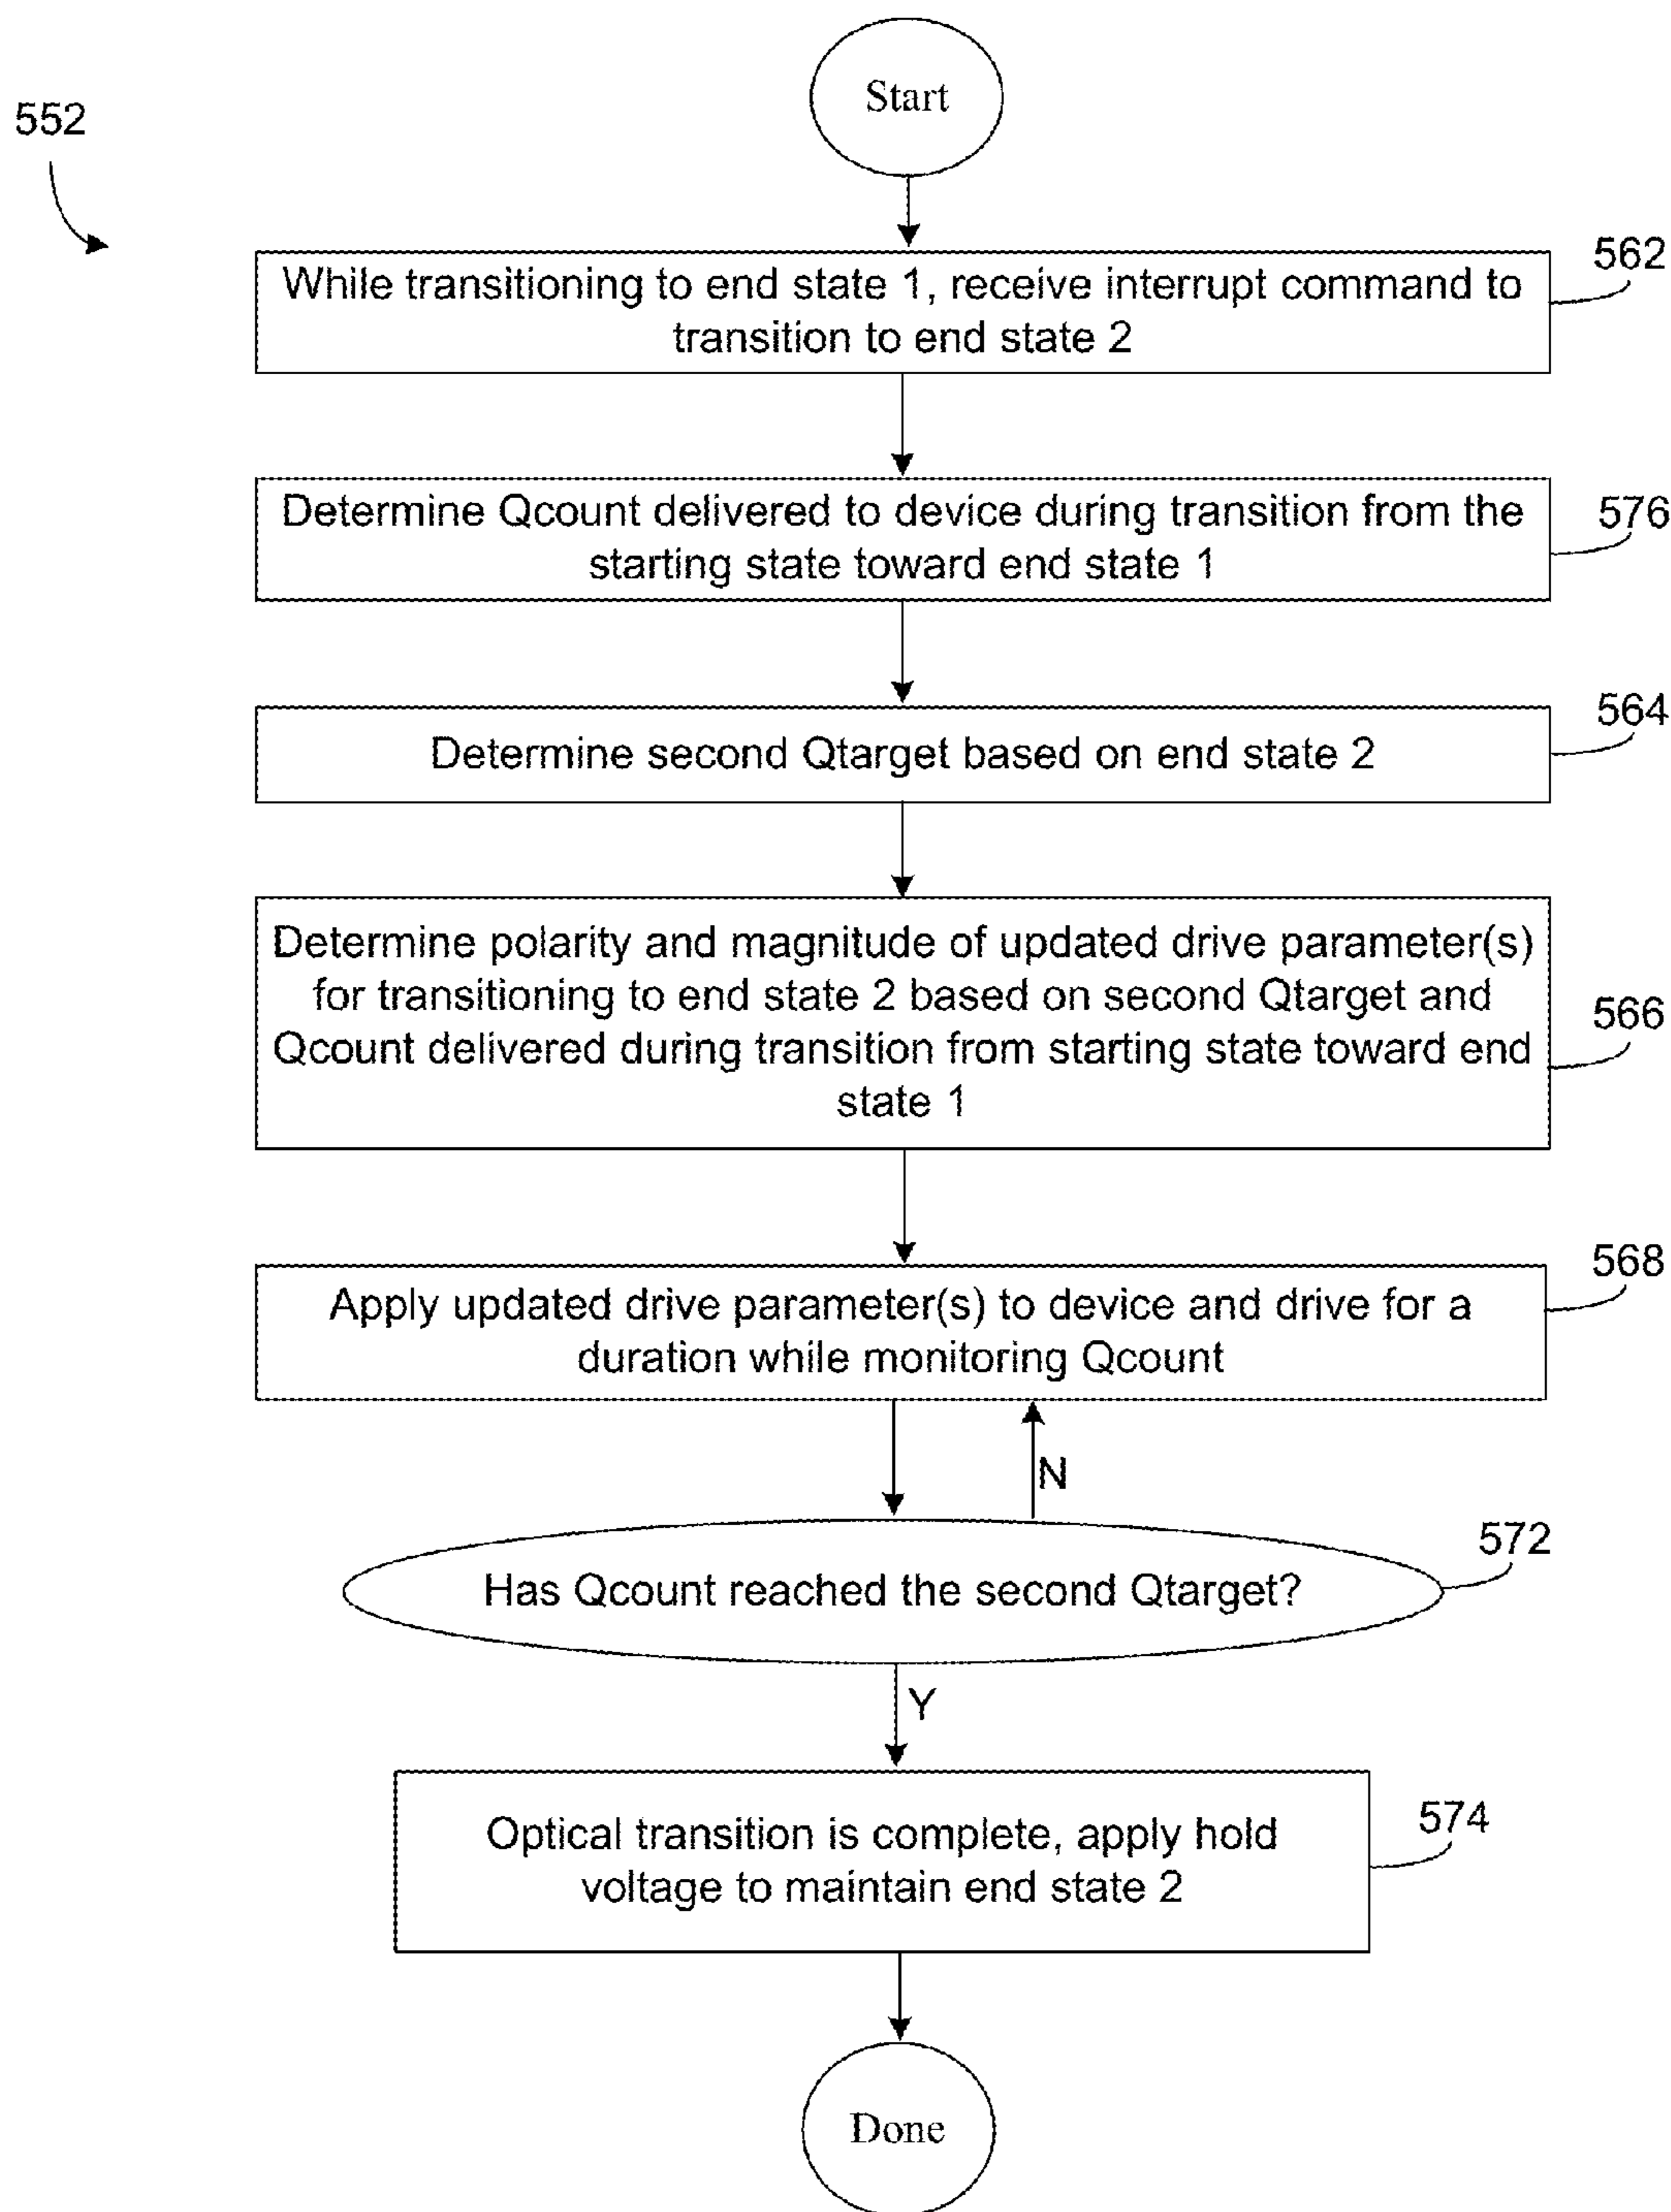 Start
552
562
While transitioning to end state 1, receive interrupt command to
transition to end state 2
576
Determine Qcount delivered to device during transition from the
starting state toward end state 1
564
Determine second Qtarget based on end state 2
Determine polarity and magnitude of updated drive parameter(s)
for transitioning to end state 2 based on second Qtarget and
Qcount delivered during transition from starting state toward end
state 1
566
568
Apply updated drive parameter(s) to device and drive for a
duration while monitoring Qcount
N
572
Has Qcount reached the second Qtarget?
Y
574
Optical transition is complete, apply hold
voltage to maintain end state 2
Done